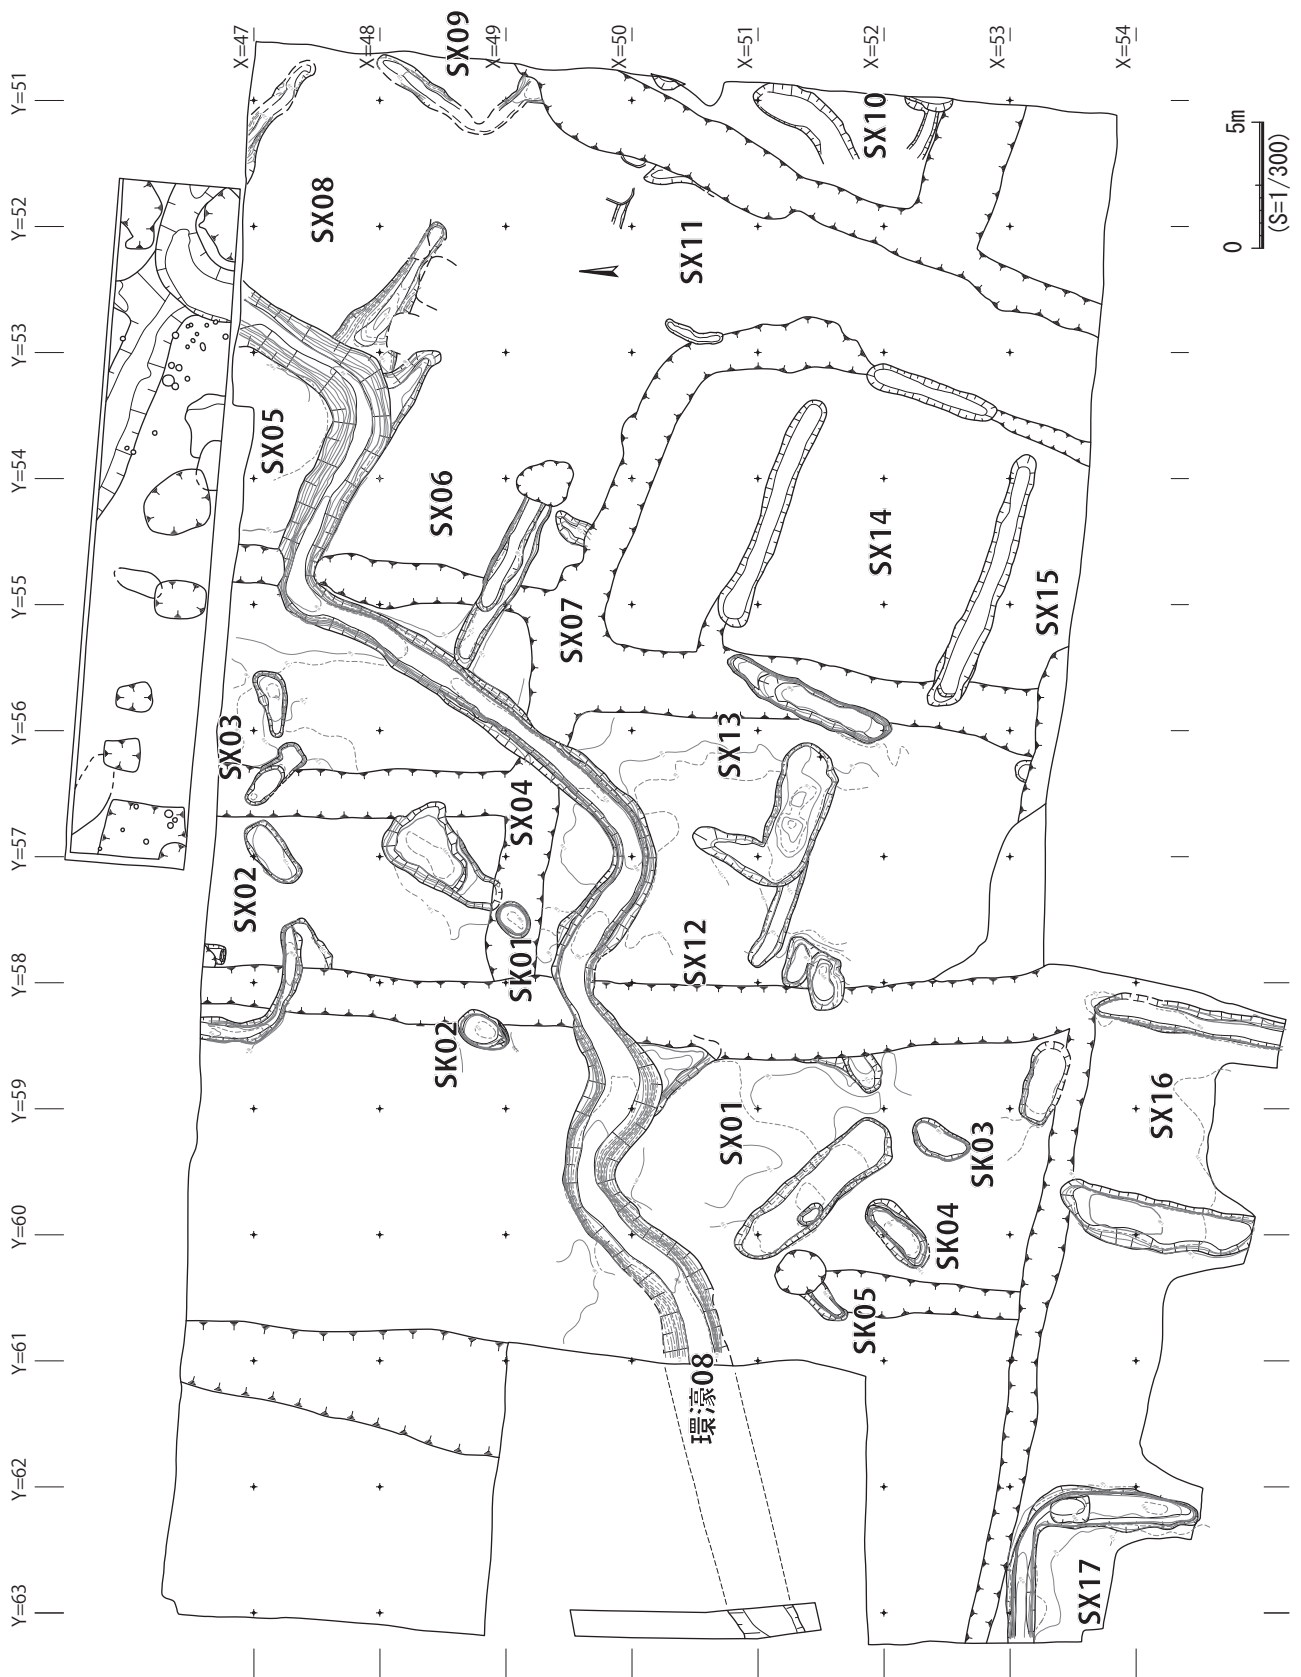 X=47
X=48
X=49
X=50
X=51
X=52
X=53
X=54
Y=51
Y=52
Y=53
Y=54
Y=55
Y=56
Y=57
Y=58
Y=59
Y=60
Y=61
Y=62
Y=63
SX09
SX10
SX08
SX11
SX05
SX06
SX14
SX07
SX15
SX03
SX13
SX04
SX02
SX12
SK01
SK02
SX01
SX16
SK03
SK04
SK05
環濠08
SX17
0 5m
(S=1/300)